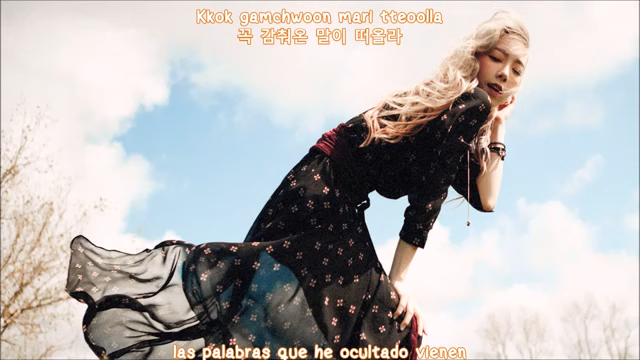 Kkok gamchwoon mari tteoolla
꼭 감춰온 말이 떠올라
las palabras que he ocultado vienen